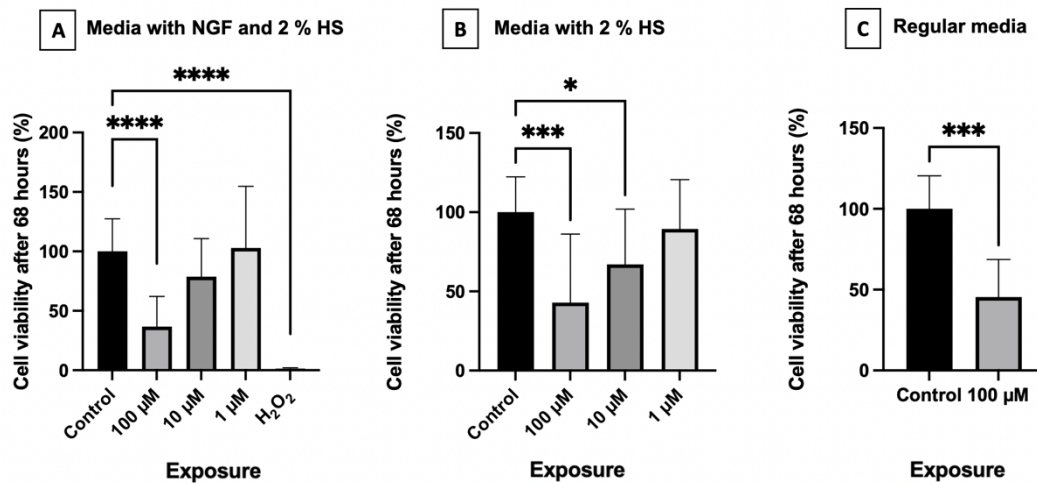 A Media with NGF and 2 % HS
Cell viability after 68 hours (%)
200
150
100
50
0
****
****
Control
100 µM
10 µM
1 µM
H₂O₂
Exposure
B Media with 2 % HS
Cell viability after 68 hours (%)
150
100
50
0
*
***
Control
100 µM
10 µM
1 µM
Exposure
C Regular media
Cell viability after 68 hours (%)
150
100
50
0
***
Control 100 µM
Exposure